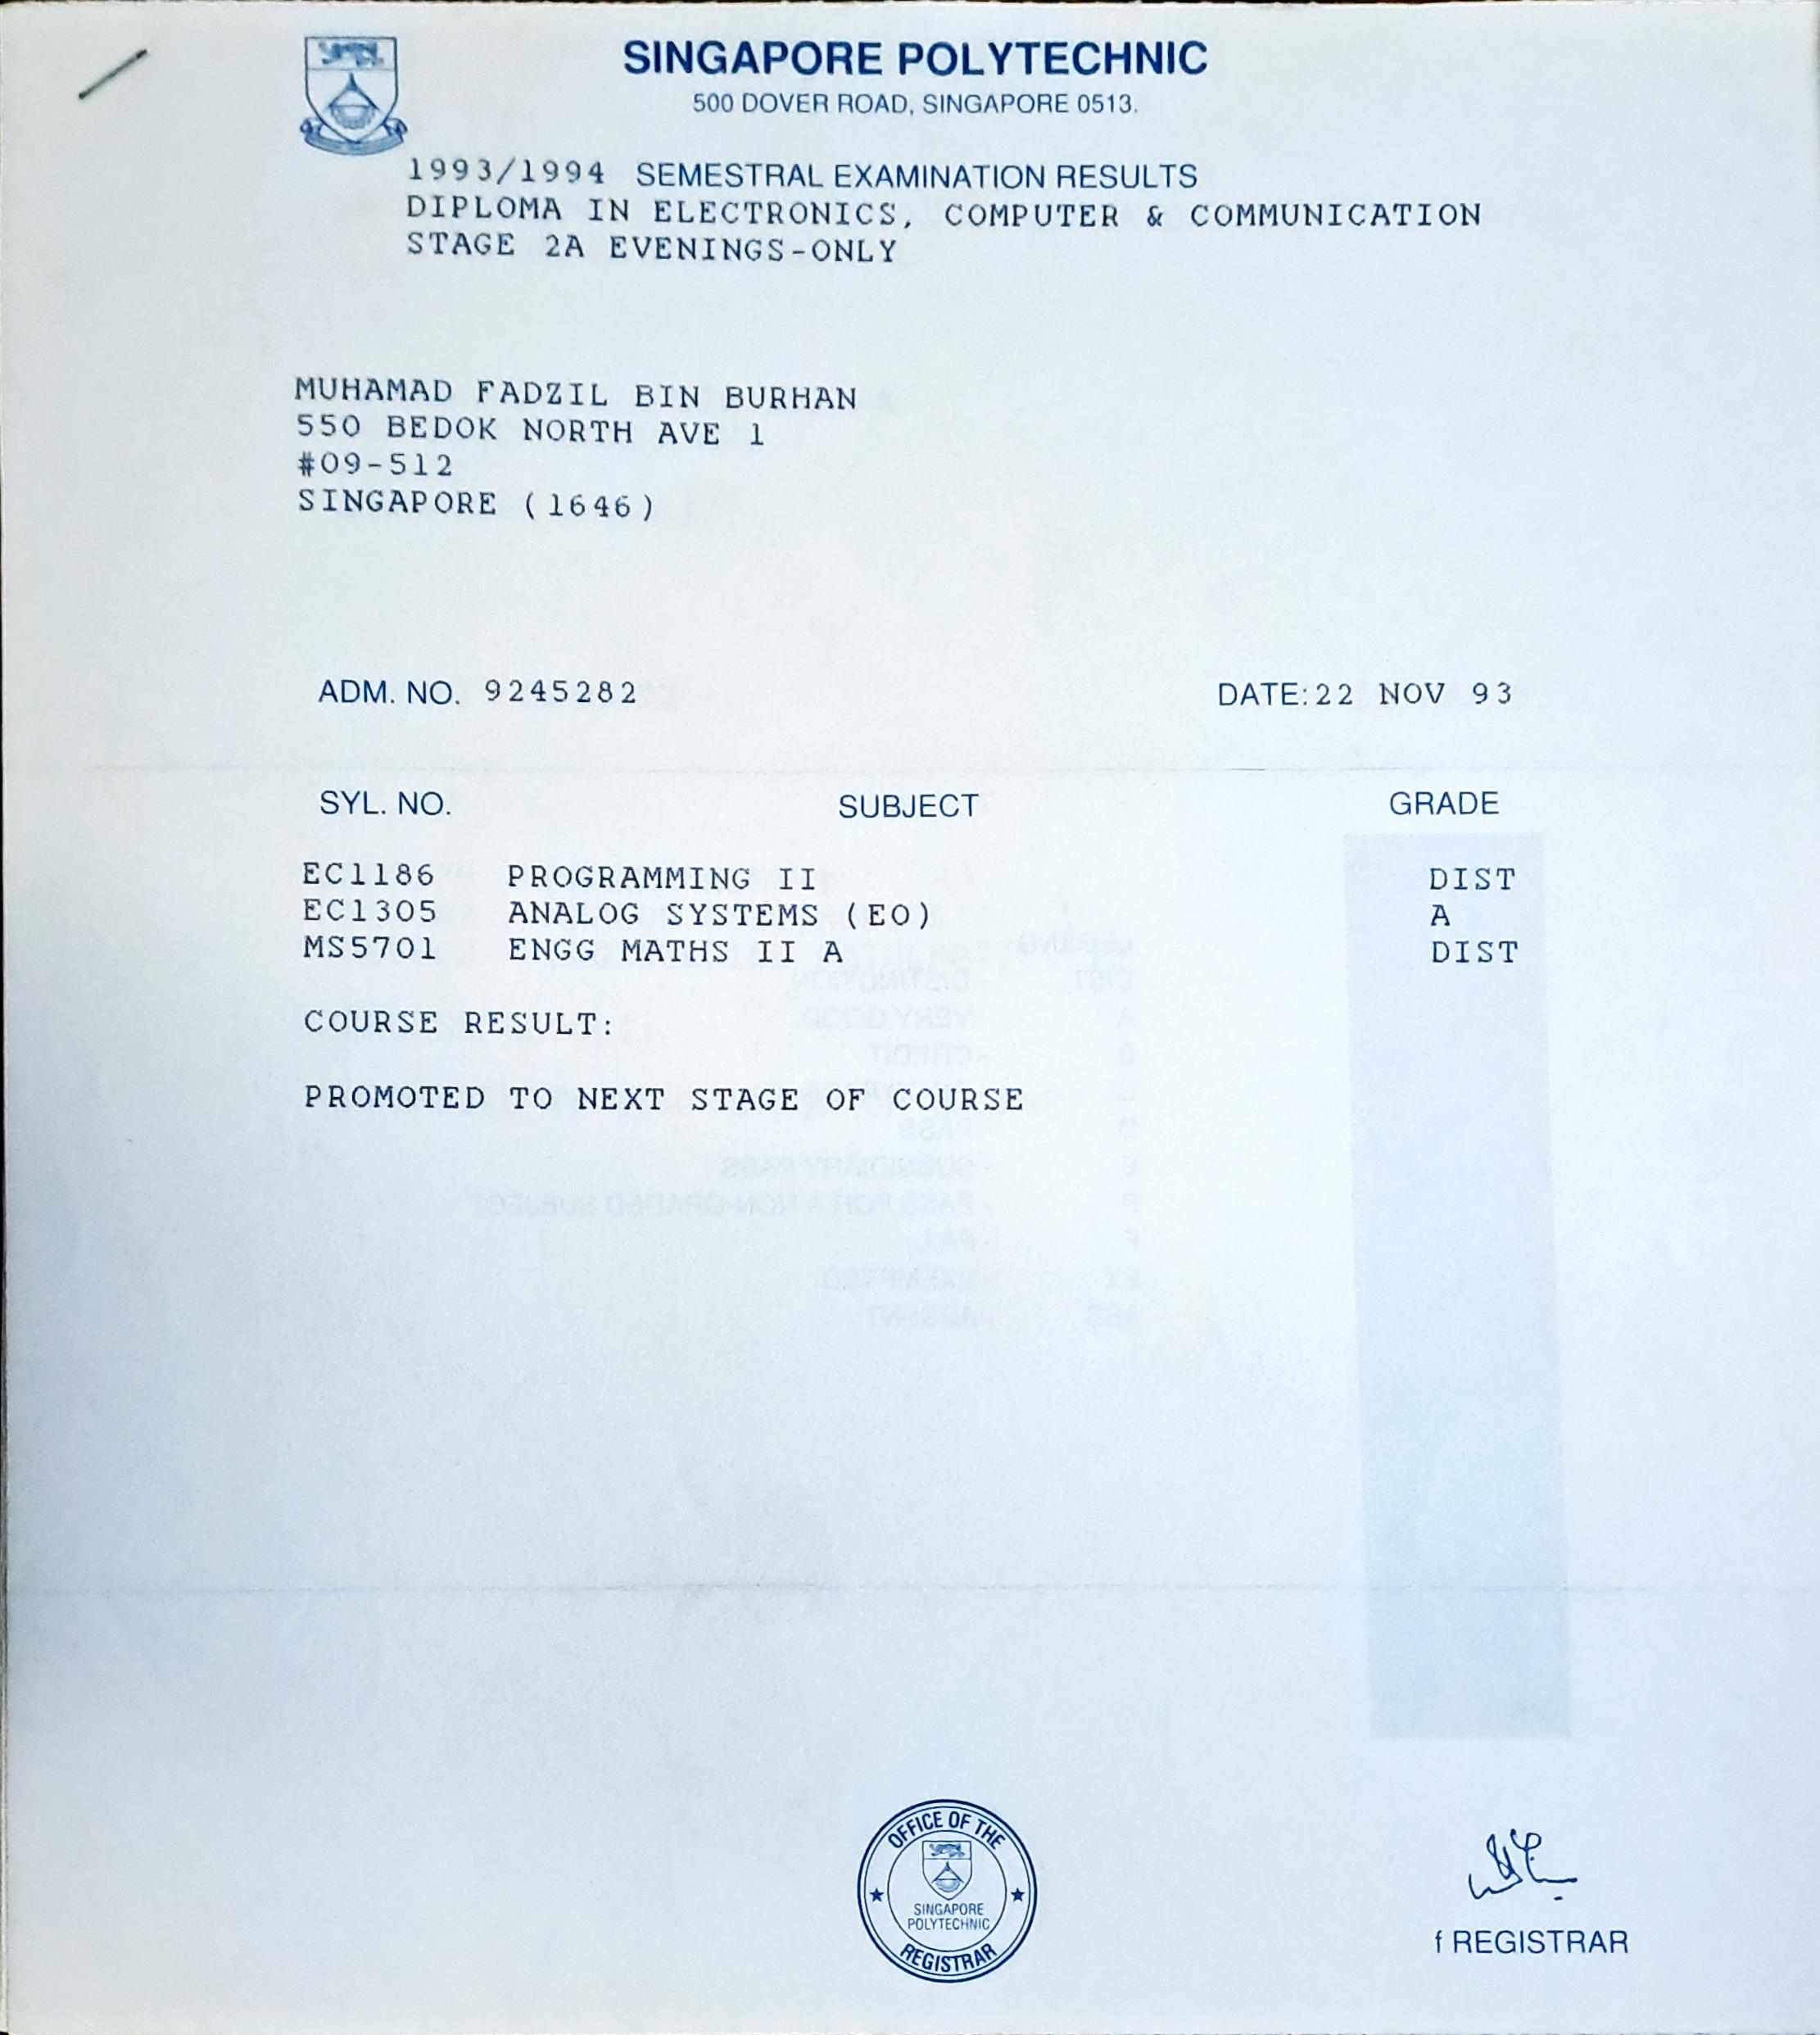 SINGAPORE POLYTECHNIC
500 DOVER ROAD, SINGAPORE 0513.
1993/1994 SEMESTRAL EXAMINATION RESULTS
DIPLOMA IN ELECTRONICS, COMPUTER & COMMUNICATION
STAGE 2A EVENINGS-ONLY
MUHAMAD FADZIL BIN BURHAN
550 BEDOK NORTH AVE 1
#09-512
SINGAPORE (1646)
ADM. NO. 9245282 DATE:22 NOV 93
SYL. NO. SUBJECT GRADE
EC1186 PROGRAMMING II DIST
EC1305 ANALOG SYSTEMS (EO) A
MS5701 ENGG MATHS II A DIST
COURSE RESULT:
PROMOTED TO NEXT STAGE OF COURSE
OFFICE OF THE
SINGAPORE
POLYTECHNIC
REGISTRAR
f REGISTRAR